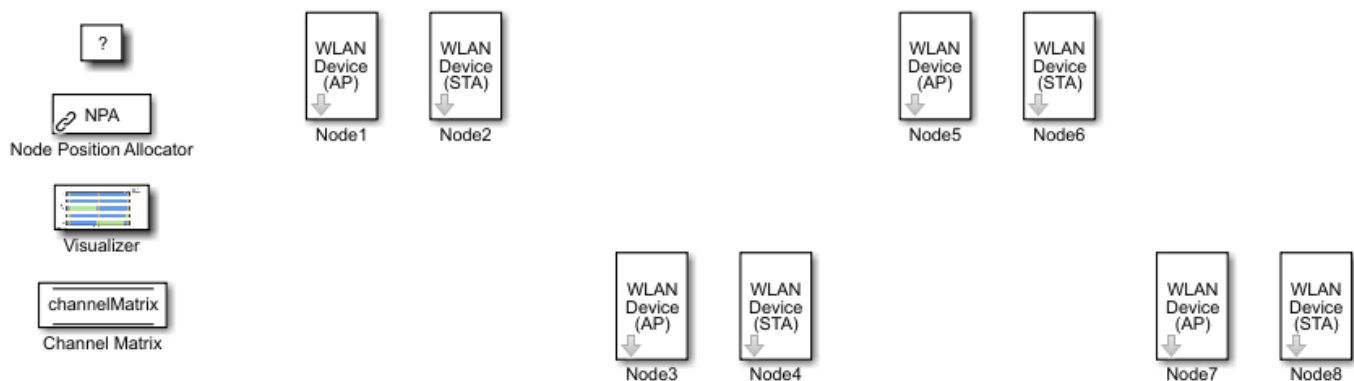 ?
NPA
Node Position Allocator
Visualizer
channelMatrix
Channel Matrix
WLAN
Device
(AP)
Node1
WLAN
Device
(STA)
Node2
WLAN
Device
(AP)
Node3
WLAN
Device
(STA)
Node4
WLAN
Device
(AP)
Node5
WLAN
Device
(STA)
Node6
WLAN
Device
(AP)
Node7
WLAN
Device
(STA)
Node8